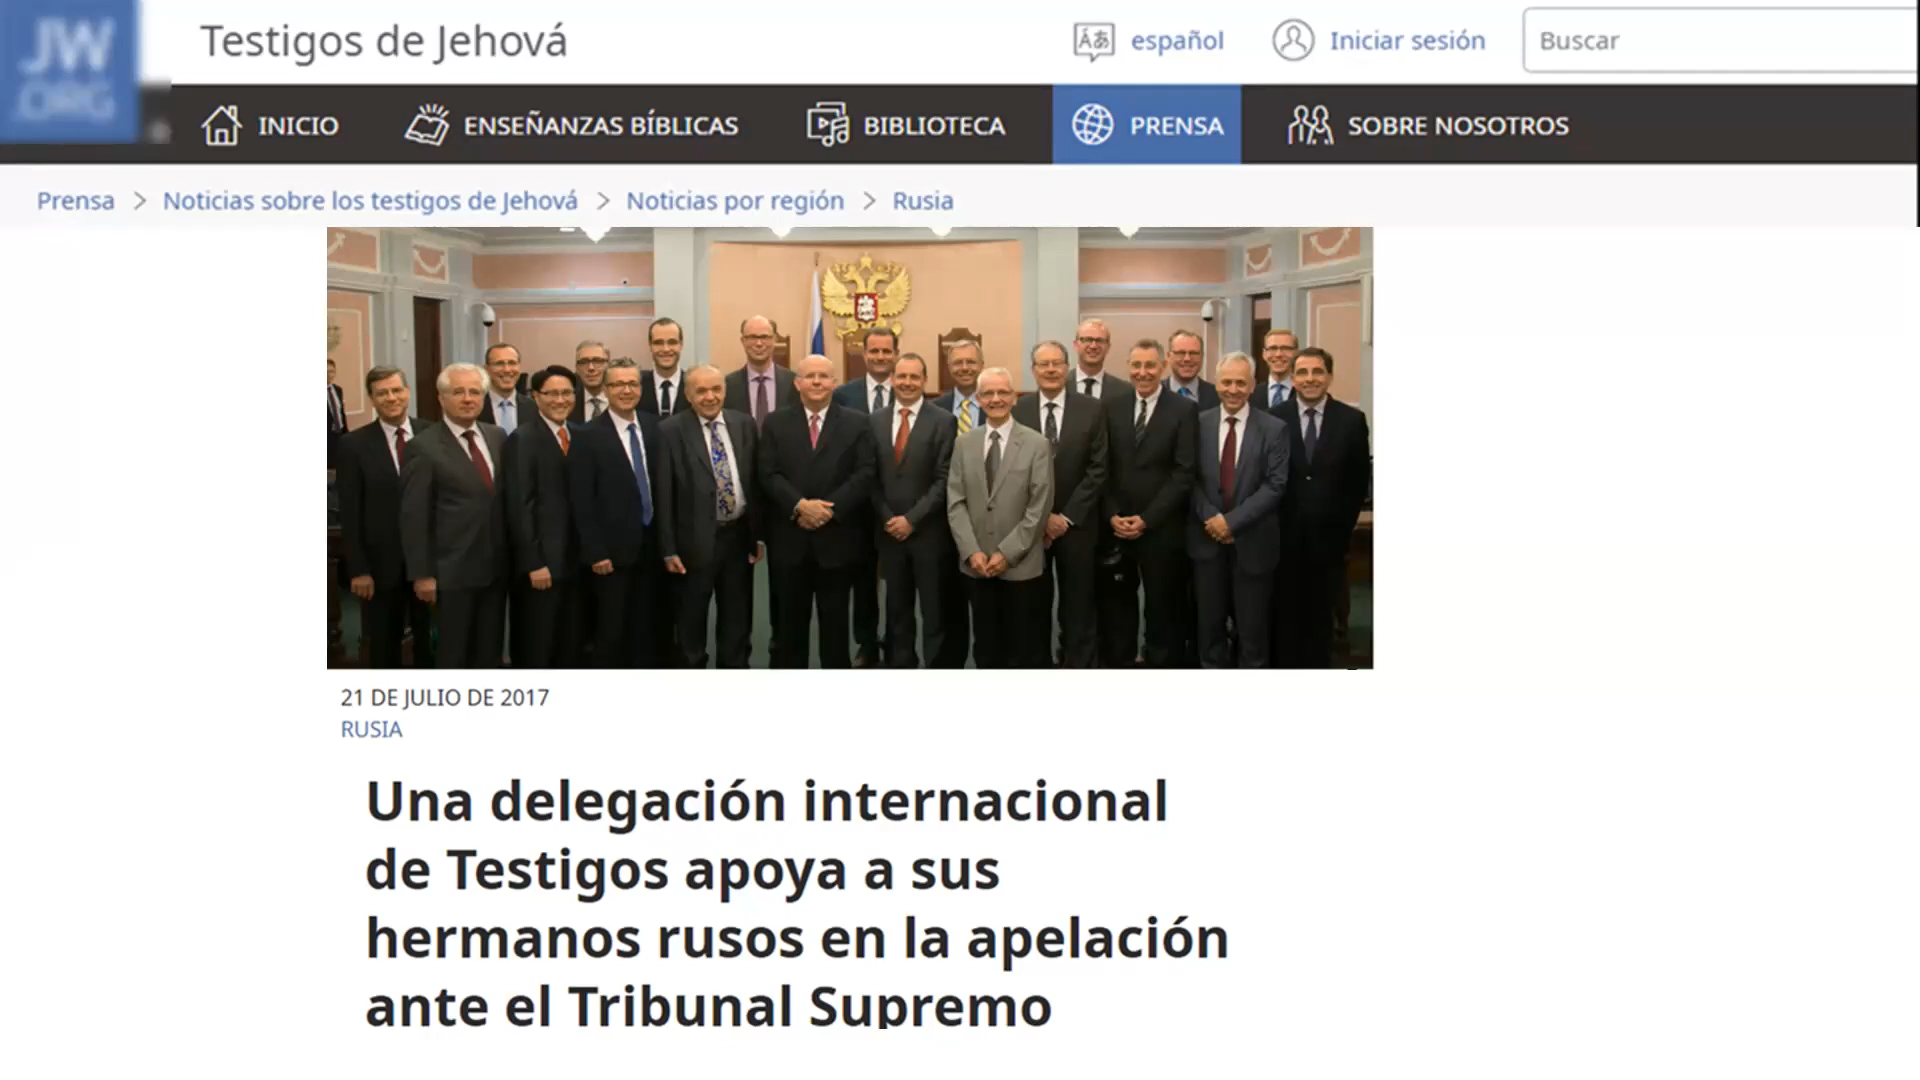 JW
.ORG
Testigos de Jehová
español
Iniciar sesión
Buscar
INICIO
ENSEÑANZAS BÍBLICAS
BIBLIOTECA
PRENSA
SOBRE NOSOTROS
Prensa > Noticias sobre los testigos de Jehová > Noticias por región > Rusia
21 DE JULIO DE 2017
RUSIA
Una delegación internacional
de Testigos apoya a sus
hermanos rusos en la apelación
ante el Tribunal Supremo